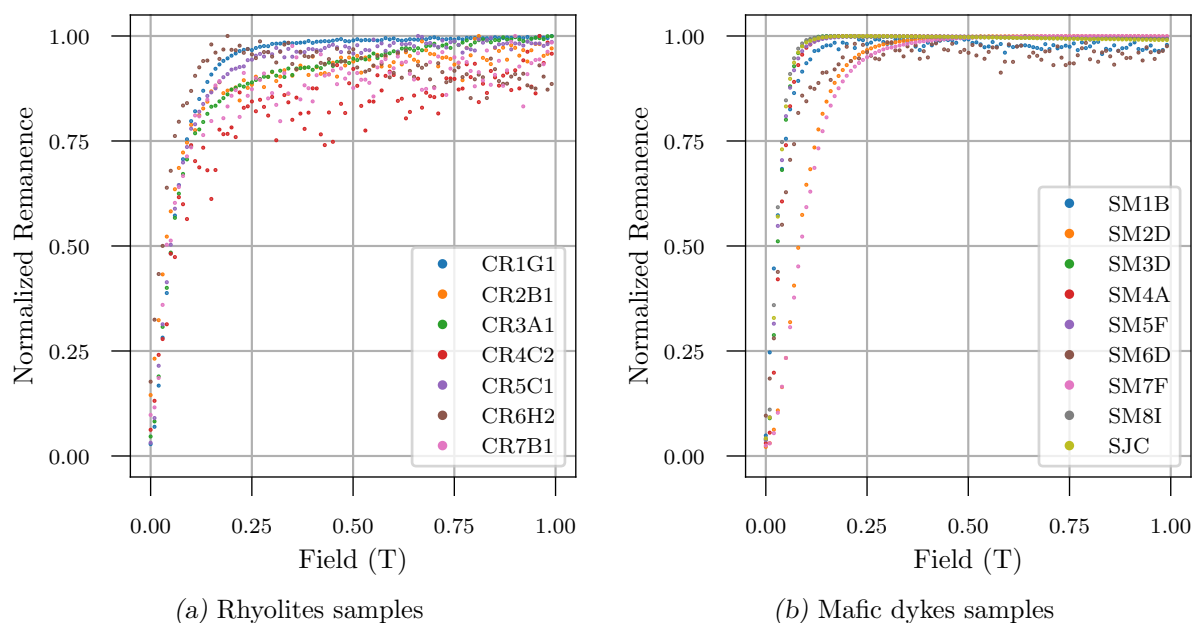 1.00
0.75
0.50
0.25
0.00
Normalized Remanence
CR1G1
CR2B1
CR3A1
CR4C2
CR5C1
CR6H2
CR7B1
0.00 0.25 0.50 0.75 1.00
Field (T)
(a) Rhyolites samples
1.00
0.75
0.50
0.25
0.00
Normalized Remanence
SM1B
SM2D
SM3D
SM4A
SM5F
SM6D
SM7F
SM8I
SJC
0.00 0.25 0.50 0.75 1.00
Field (T)
(b) Mafic dykes samples